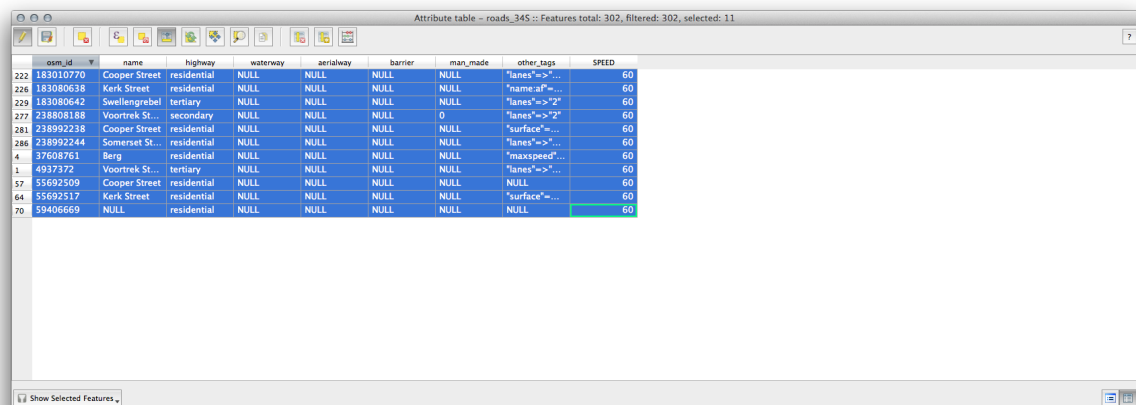 Attribute table - roads_34S :: Features total: 302, filtered: 302, selected: 11
?
osm_id name highway waterway aerialway barrier man_made other_tags SPEED
222 183010770 Cooper Street residential NULL NULL NULL NULL "lanes"=>"... 60
226 183080638 Kerk Street residential NULL NULL NULL NULL "name:af"=... 60
229 183080642 Swellengrebel tertiary NULL NULL NULL NULL "lanes"=>"2" 60
277 238808188 Voortrek St... secondary NULL NULL NULL 0 "lanes"=>"2" 60
281 238992238 Cooper Street residential NULL NULL NULL NULL "surface"=... 60
286 238992244 Somerset St... residential NULL NULL NULL NULL "lanes"=>"... 60
4 37608761 Berg residential NULL NULL NULL NULL "maxspeed"... 60
1 4937372 Voortrek St... tertiary NULL NULL NULL NULL "lanes"=>"... 60
57 55692509 Cooper Street residential NULL NULL NULL NULL NULL 60
64 55692517 Kerk Street residential NULL NULL NULL NULL "surface"=... 60
70 59406669 NULL residential NULL NULL NULL NULL NULL 60
Show Selected Features